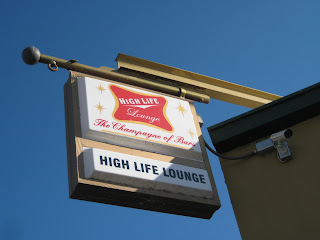 HIGH LIFE
Lounge
The Champagne of Bars
HIGH LIFE LOUNGE